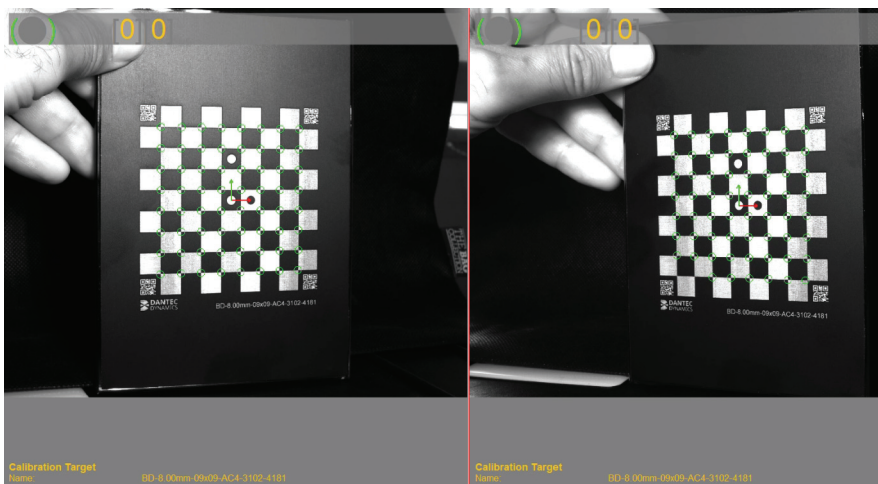 0 0
DANTEC
DYNAMICS
BD-8.00mm-09x09-AC4-3102-4181
Calibration Target
Name: BD-8.00mm-09x09-AC4-3102-4181
0 0
DANTEC
DYNAMICS
BD-8.00mm-09x09-AC4-3102-4181
Calibration Target
Name: BD-8.00mm-09x09-AC4-3102-4181